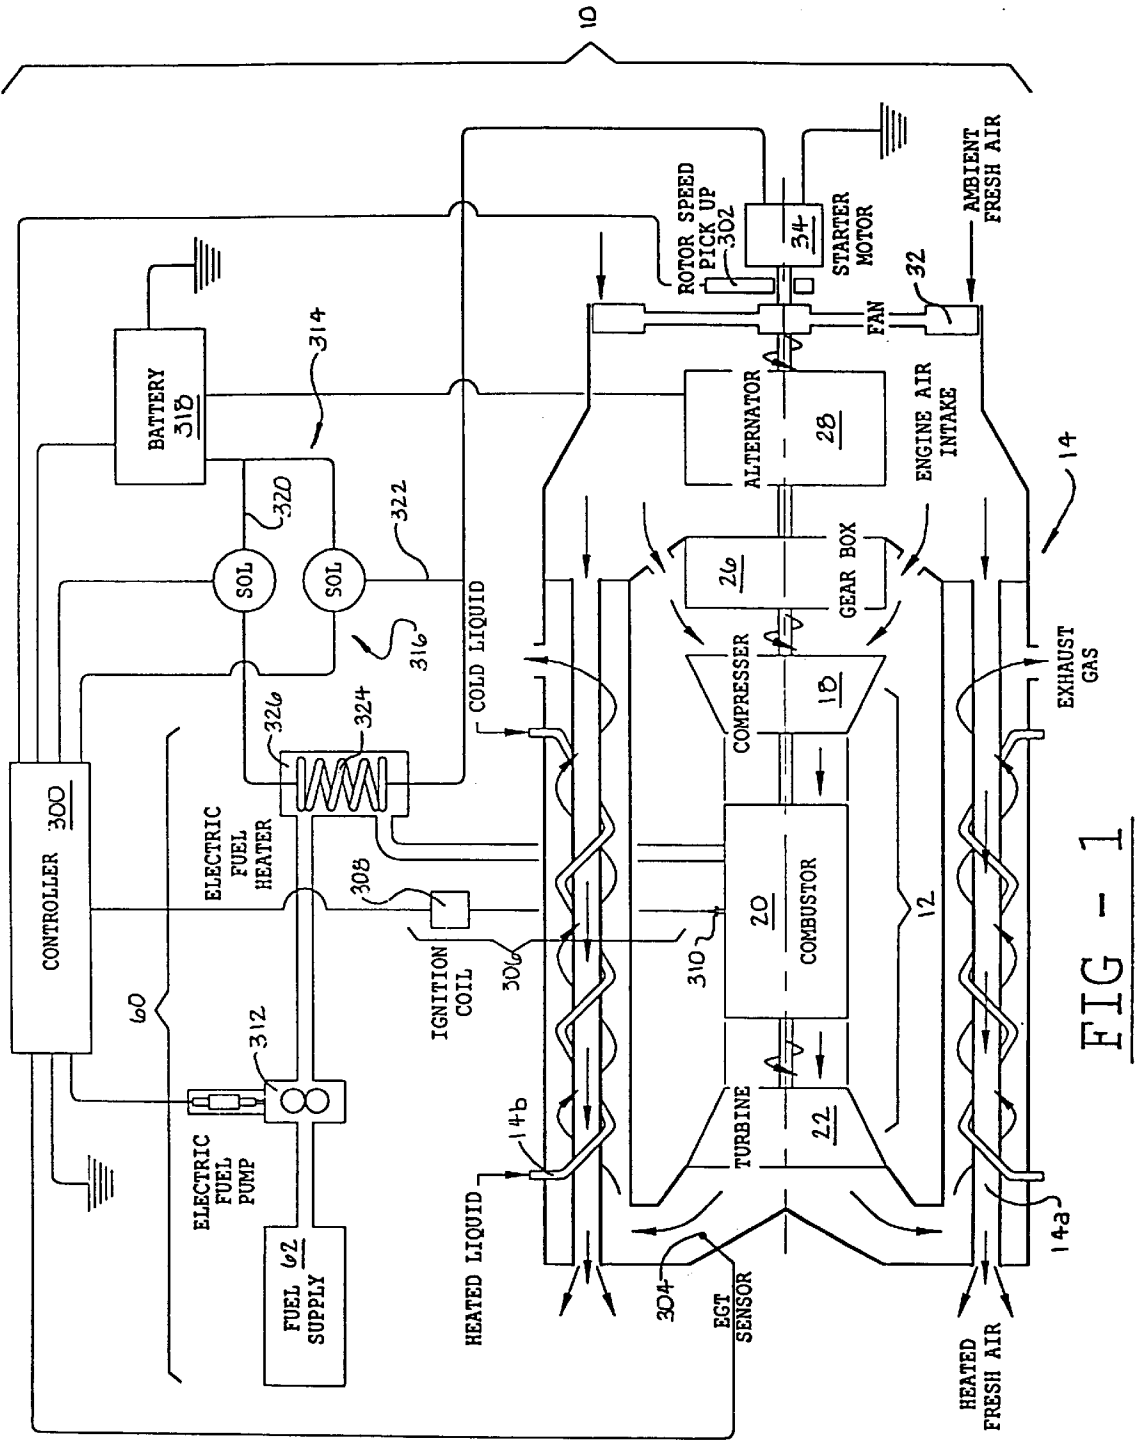 10
CONTROLLER
300
BATTERY
318
314
320
SOL
SOL
322
316
60
ELECTRIC
FUEL
HEATER
326
324
312
ELECTRIC
FUEL
PUMP
FUEL
SUPPLY
62
308
306
IGNITION
COIL
310
COLD LIQUID
HEATED LIQUID
14b
ROTOR SPEED
PICK UP
302
34
STARTER
MOTOR
AMBIENT
FRESH AIR
32
FAN
ALTERNATOR
28
ENGINE AIR
INTAKE
14
26
GEAR BOX
COMPRESSER
18
EXHAUST
GAS
20
COMBUSTOR
12
TURBINE
22
304
EGT
SENSOR
14a
HEATED
FRESH AIR
FIG - 1